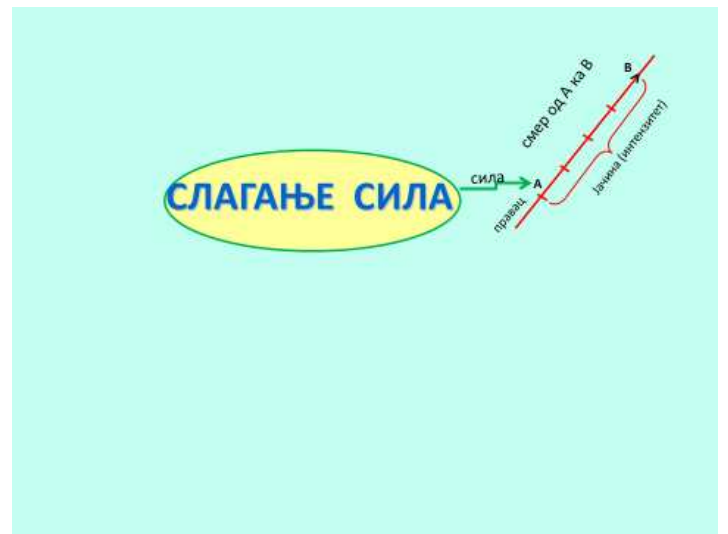 СЛАГАЊЕ СИЛА
сила
правац
А
В
смер од А ка В
Јачина (интензитет)